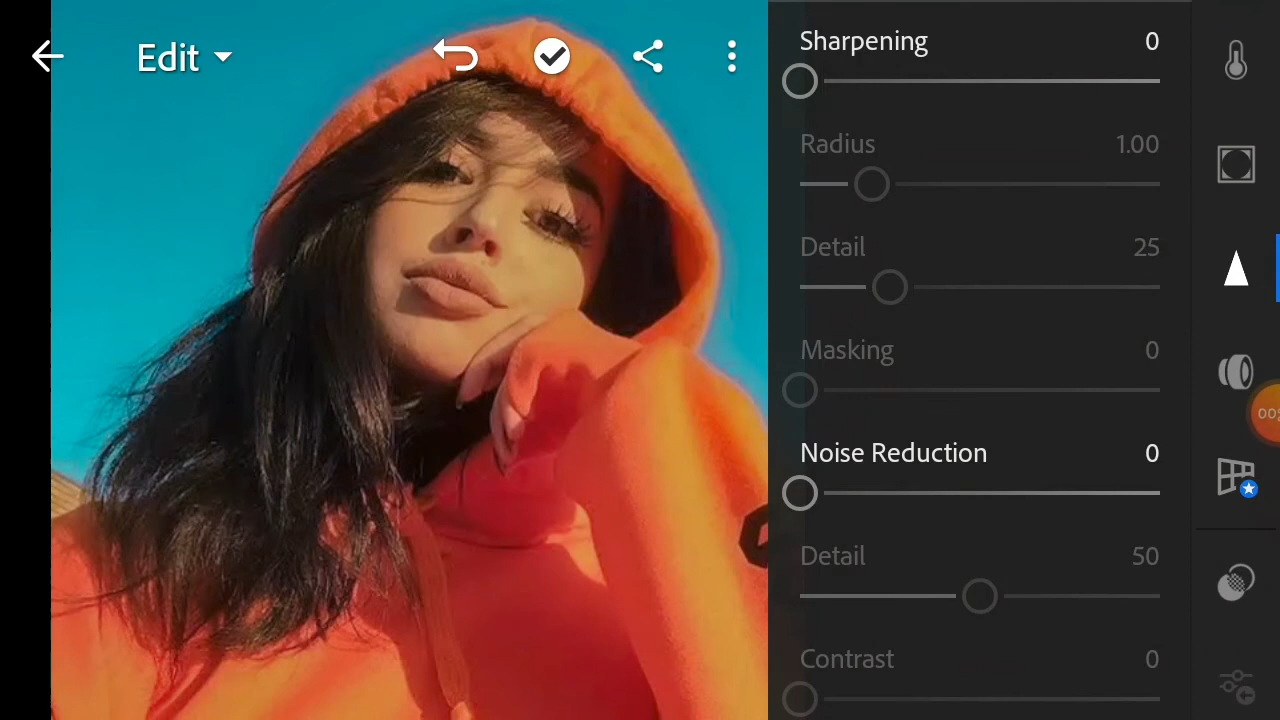 Edit
Sharpening 0
Radius 1.00
Detail 25
Masking 0
Noise Reduction 0
Detail 50
Contrast 0